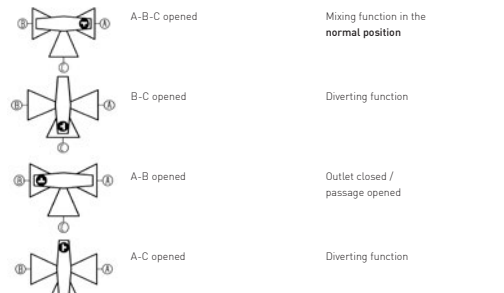 A-B-C opened
Mixing function in the
normal position
B
A
C
B-C opened
Diverting function
B
A
C
A-B opened
Outlet closed /
passage opened
B
A
C
A-C opened
Diverting function
B
A